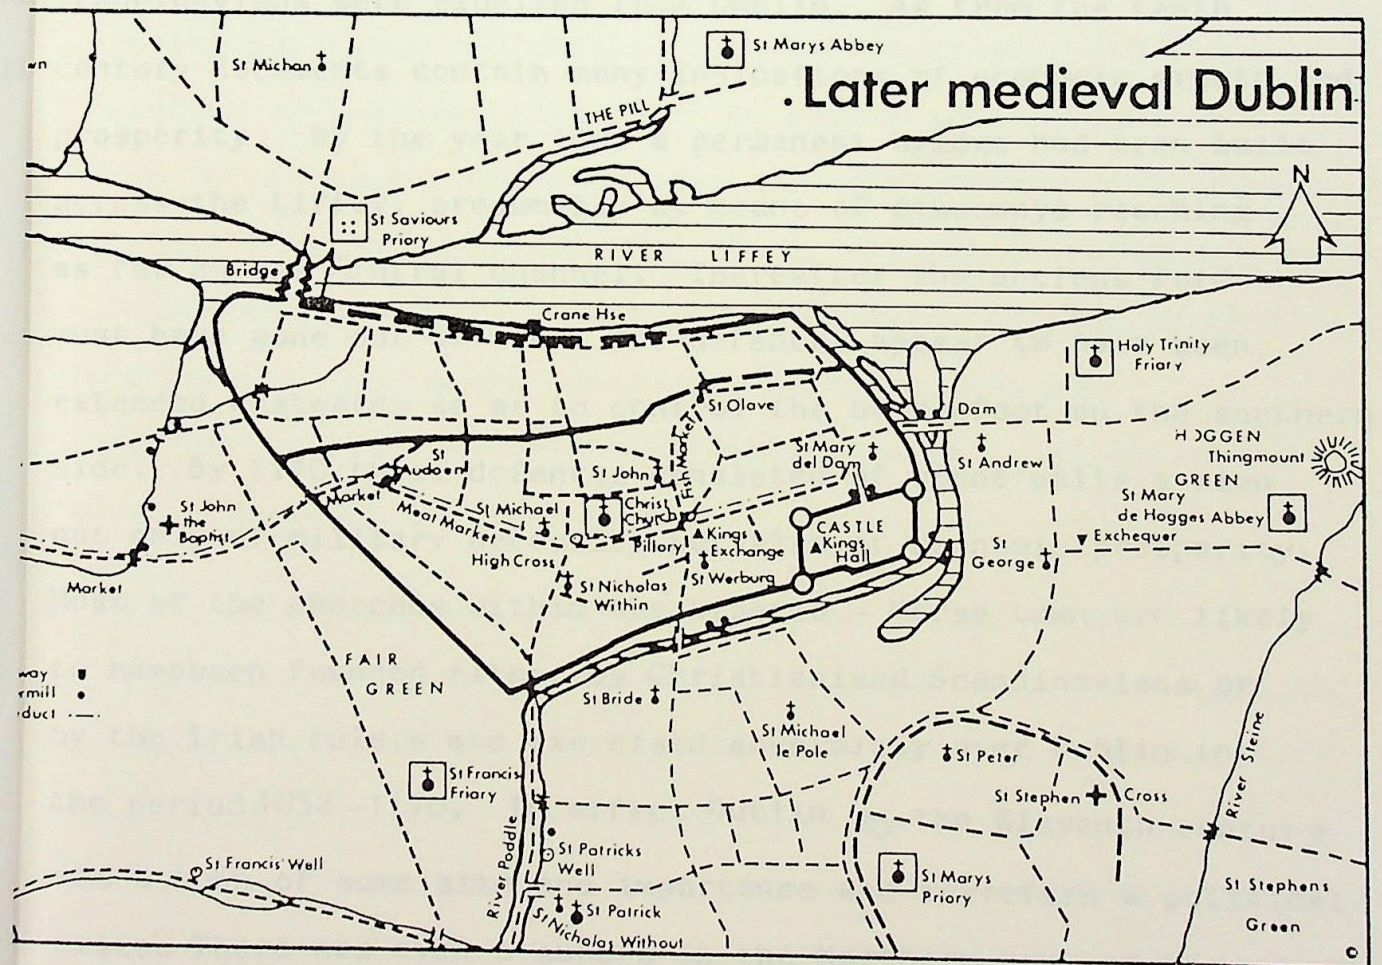 St Michan
St Marys Abbey
Later medieval Dublin
THE PILL
N
St Saviours
Priory
RIVER LIFFEY
Bridge
Crane Hse
Holy Trinity
Friary
St Olave
Dam
HOGGEN
Thingmount
GREEN
St Mary
del Dam
St Andrew
Fish Market
St
Audoen
St John
Market
Meat Market
St Michael
Christ
Church
St Mary
de Hogges Abbey
St John
the
Baptist
Pillory
Kings
Exchange
CASTLE
Kings
Hall
Exchequer
High Cross
St
George
St Werburg
Market
St Nicholas
Within
FAIR
GREEN
way
mill
duct
St Bride
St Michael
le Pole
St Peter
River Steine
St Francis
Friary
St Stephen
Cross
River Poddle
St Patricks
Well
St Francis' Well
St Marys
Priory
St Stephens
Green
St Patrick
St Nicholas Without
©